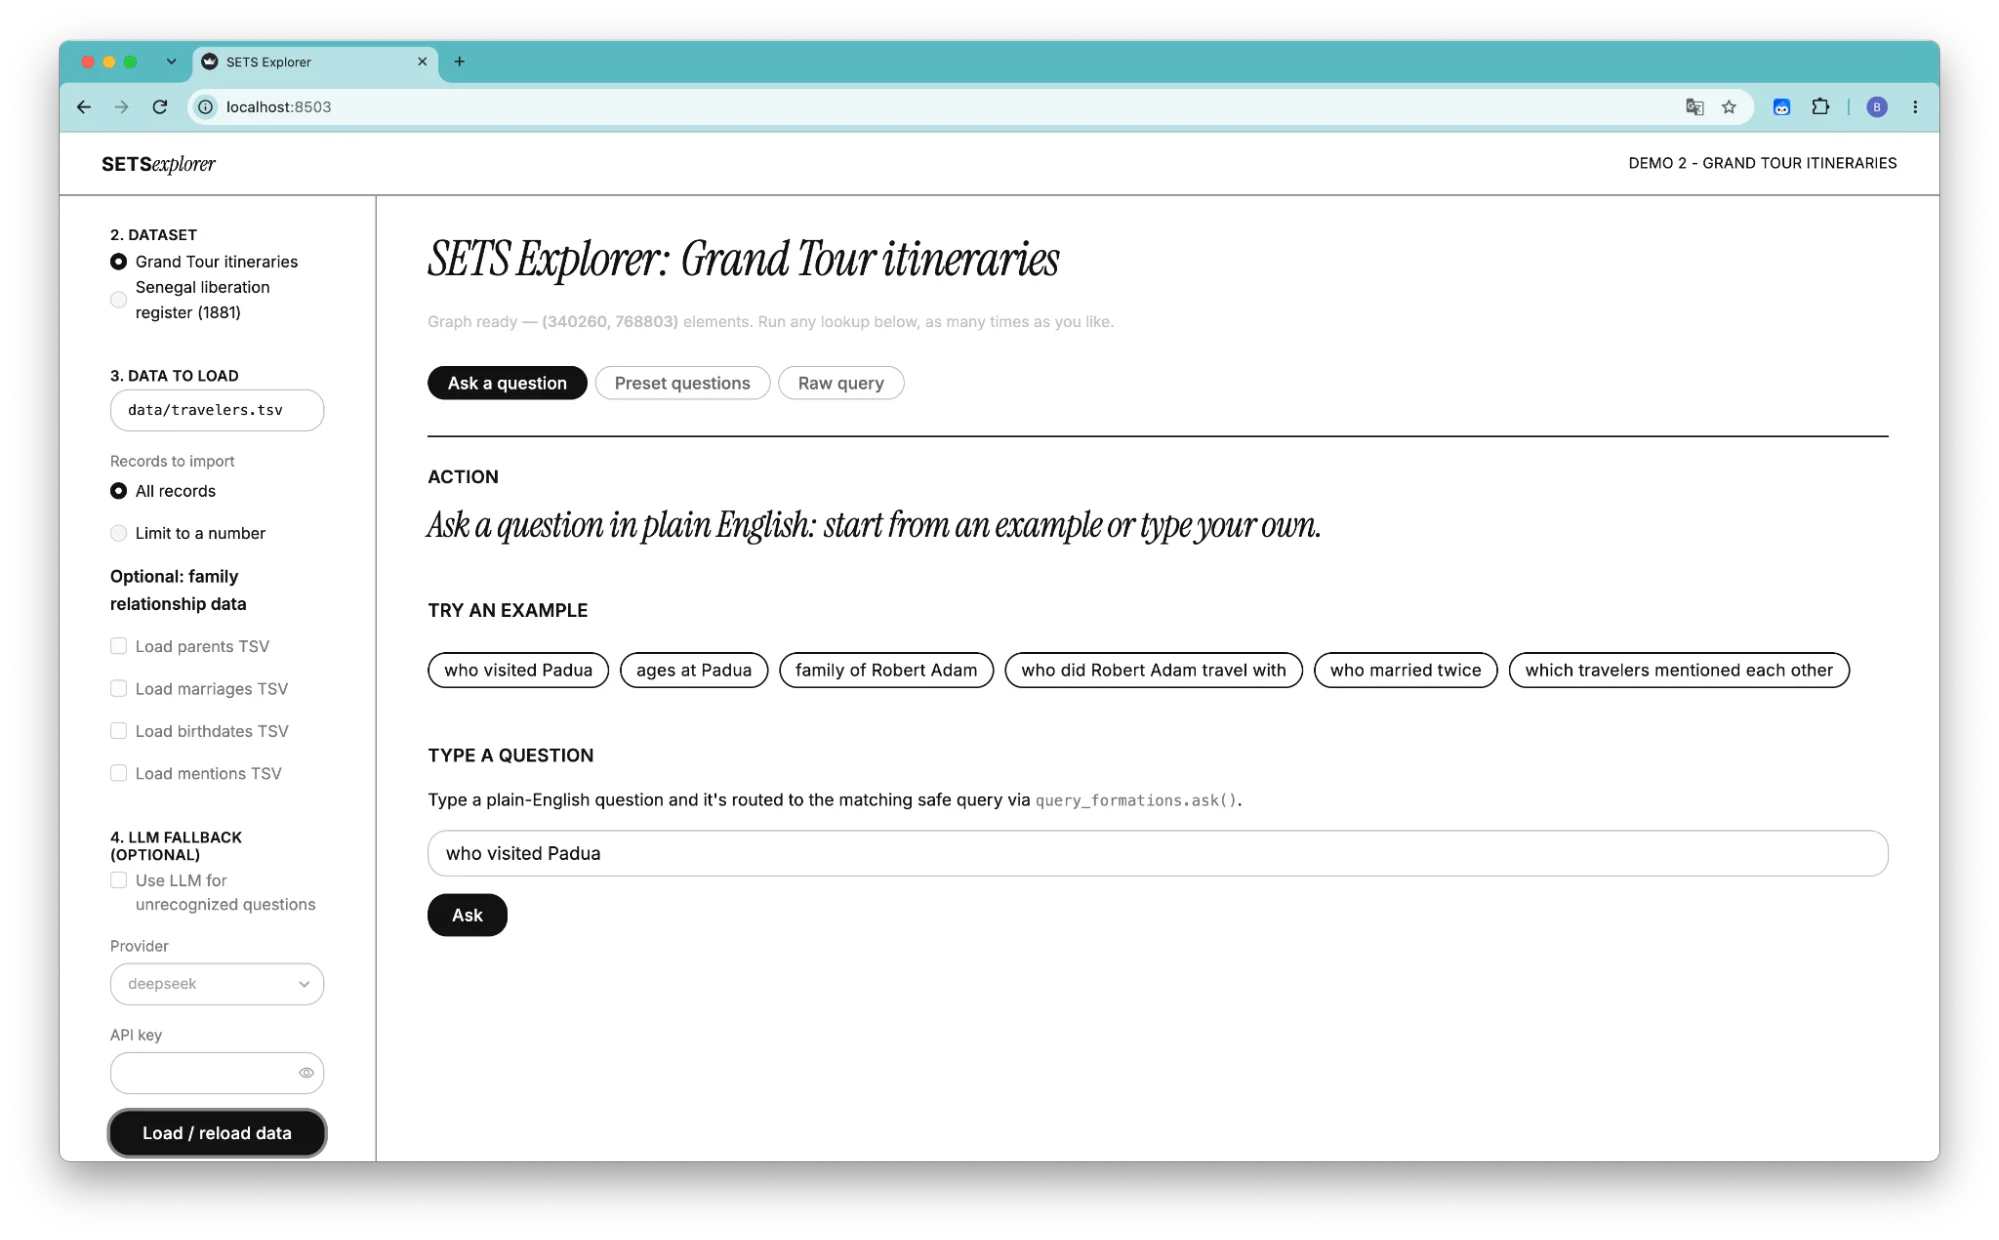 SETS Explorer
localhost:8503
B
SETSexplorer
DEMO 2 - GRAND TOUR ITINERARIES
2. DATASET
Grand Tour itineraries
Senegal liberation
register (1881)
3. DATA TO LOAD
data/travelers.tsv
Records to import
All records
Limit to a number
Optional: family
relationship data
Load parents TSV
Load marriages TSV
Load birthdates TSV
Load mentions TSV
4. LLM FALLBACK
(OPTIONAL)
Use LLM for
unrecognized questions
Provider
deepseek
API key
Load / reload data
SETS Explorer: Grand Tour itineraries
Graph ready — (340260, 768803) elements. Run any lookup below, as many times as you like.
Ask a question Preset questions Raw query
ACTION
Ask a question in plain English: start from an example or type your own.
TRY AN EXAMPLE
who visited Padua ages at Padua family of Robert Adam who did Robert Adam travel with who married twice which travelers mentioned each other
TYPE A QUESTION
Type a plain-English question and it's routed to the matching safe query via query_formations.ask().
who visited Padua
Ask